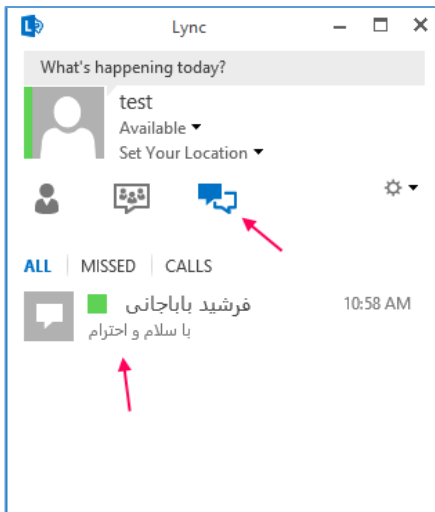 Lync
What's happening today?
test
Available
Set Your Location
ALL MISSED CALLS
فرشید باباجانی 10:58 AM
با سلام و احترام